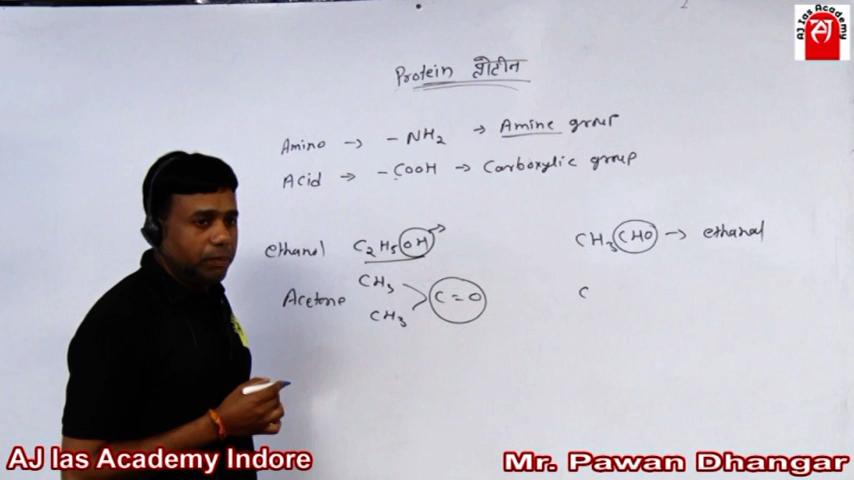 AJ Ias Academy
AJ
Protein प्रोटीन
Amino → - NH2 → Amine group
Acid → - COOH → Carboxylic group
ethanol C2H5OH →
CH3CHO → ethanal
Acetone CH3
CH3 > C = O
C
AJ Ias Academy Indore
Mr. Pawan Dhangar